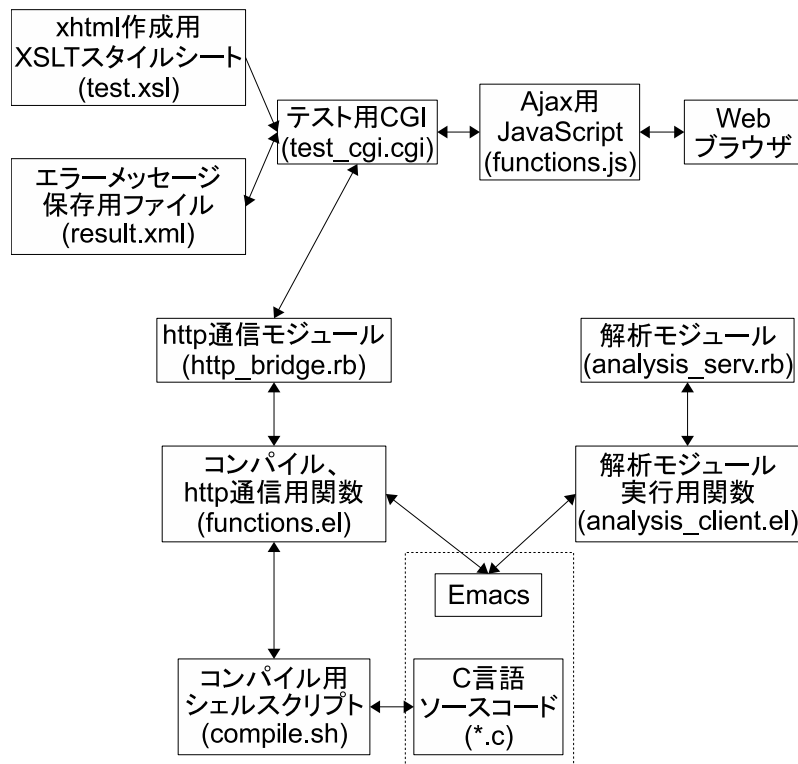 xhtml作成用
XSLTスタイルシート
(test.xsl)
テスト用CGI
(test_cgi.cgi)
Ajax用
JavaScript
(functions.js)
Web
ブラウザ
エラーメッセージ
保存用ファイル
(result.xml)
http通信モジュール
(http_bridge.rb)
解析モジュール
(analysis_serv.rb)
コンパイル、
http通信用関数
(functions.el)
解析モジュール
実行用関数
(analysis_client.el)
Emacs
コンパイル用
シェルスクリプト
(compile.sh)
C言語
ソースコード
(*.c)